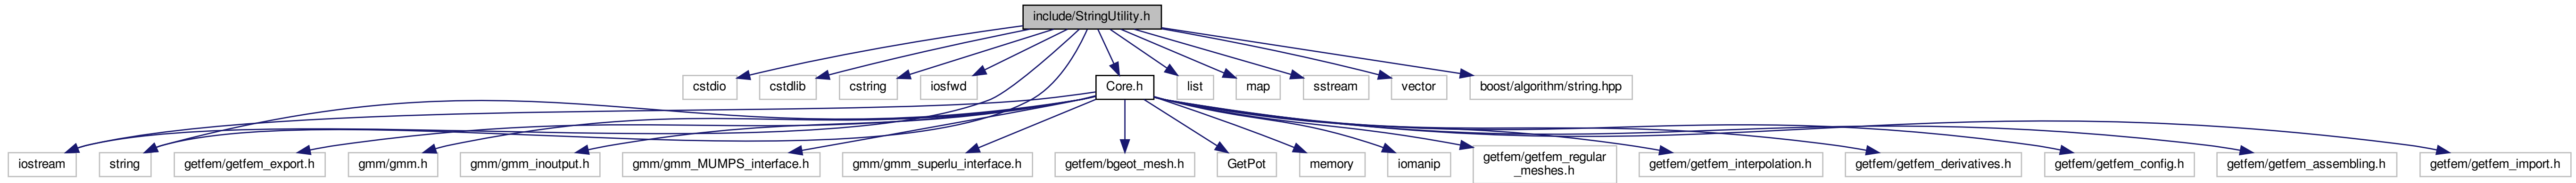 include/StringUtility.h
cstdio
cstdlib
cstring
iosfwd
Core.h
list
map
sstream
vector
boost/algorithm/string.hpp
iostream
string
getfem/getfem_export.h
gmm/gmm.h
gmm/gmm_inoutput.h
gmm/gmm_MUMPS_interface.h
gmm/gmm_superlu_interface.h
getfem/bgeot_mesh.h
GetPot
memory
iomanip
getfem/getfem_regular
_meshes.h
getfem/getfem_interpolation.h
getfem/getfem_derivatives.h
getfem/getfem_config.h
getfem/getfem_assembling.h
getfem/getfem_import.h